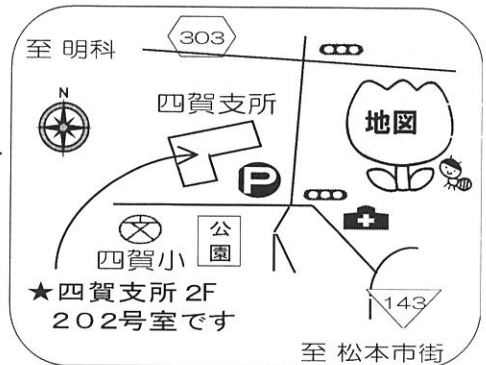 至 明科
303
N
四賀支所
地図
P
公園
四賀小
★四賀支所 2F
202号室です
143
至 松本市街